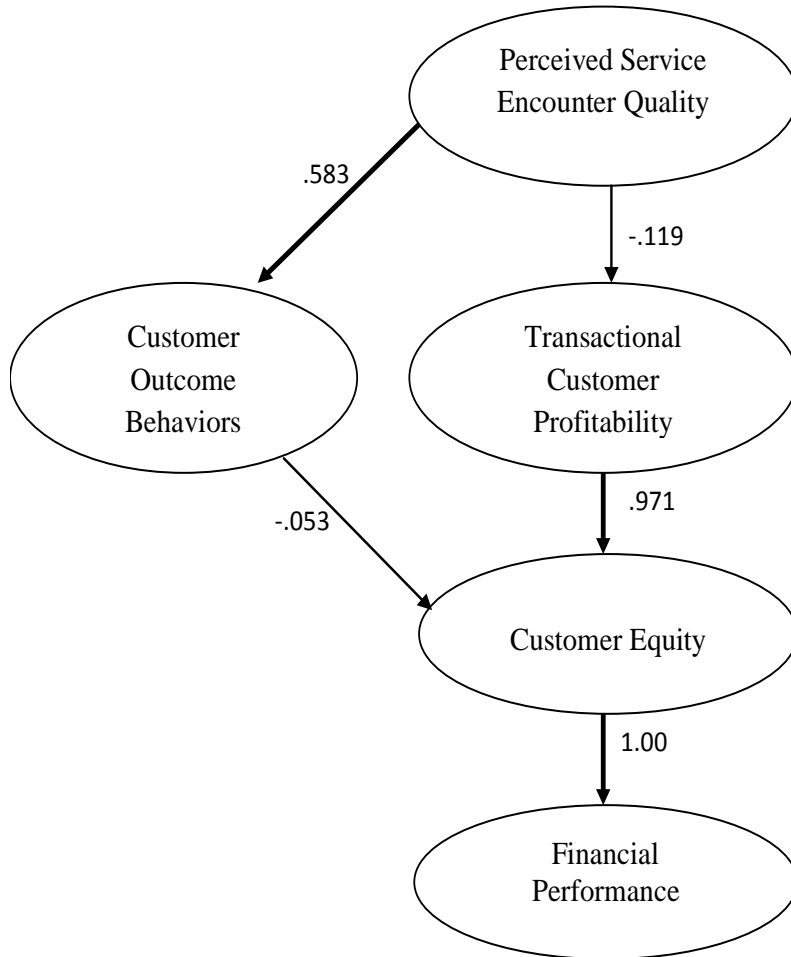 Perceived Service
Encounter Quality
.583
-.119
Customer
Outcome
Behaviors
Transactional
Customer
Profitability
-.053
.971
Customer Equity
1.00
Financial
Performance